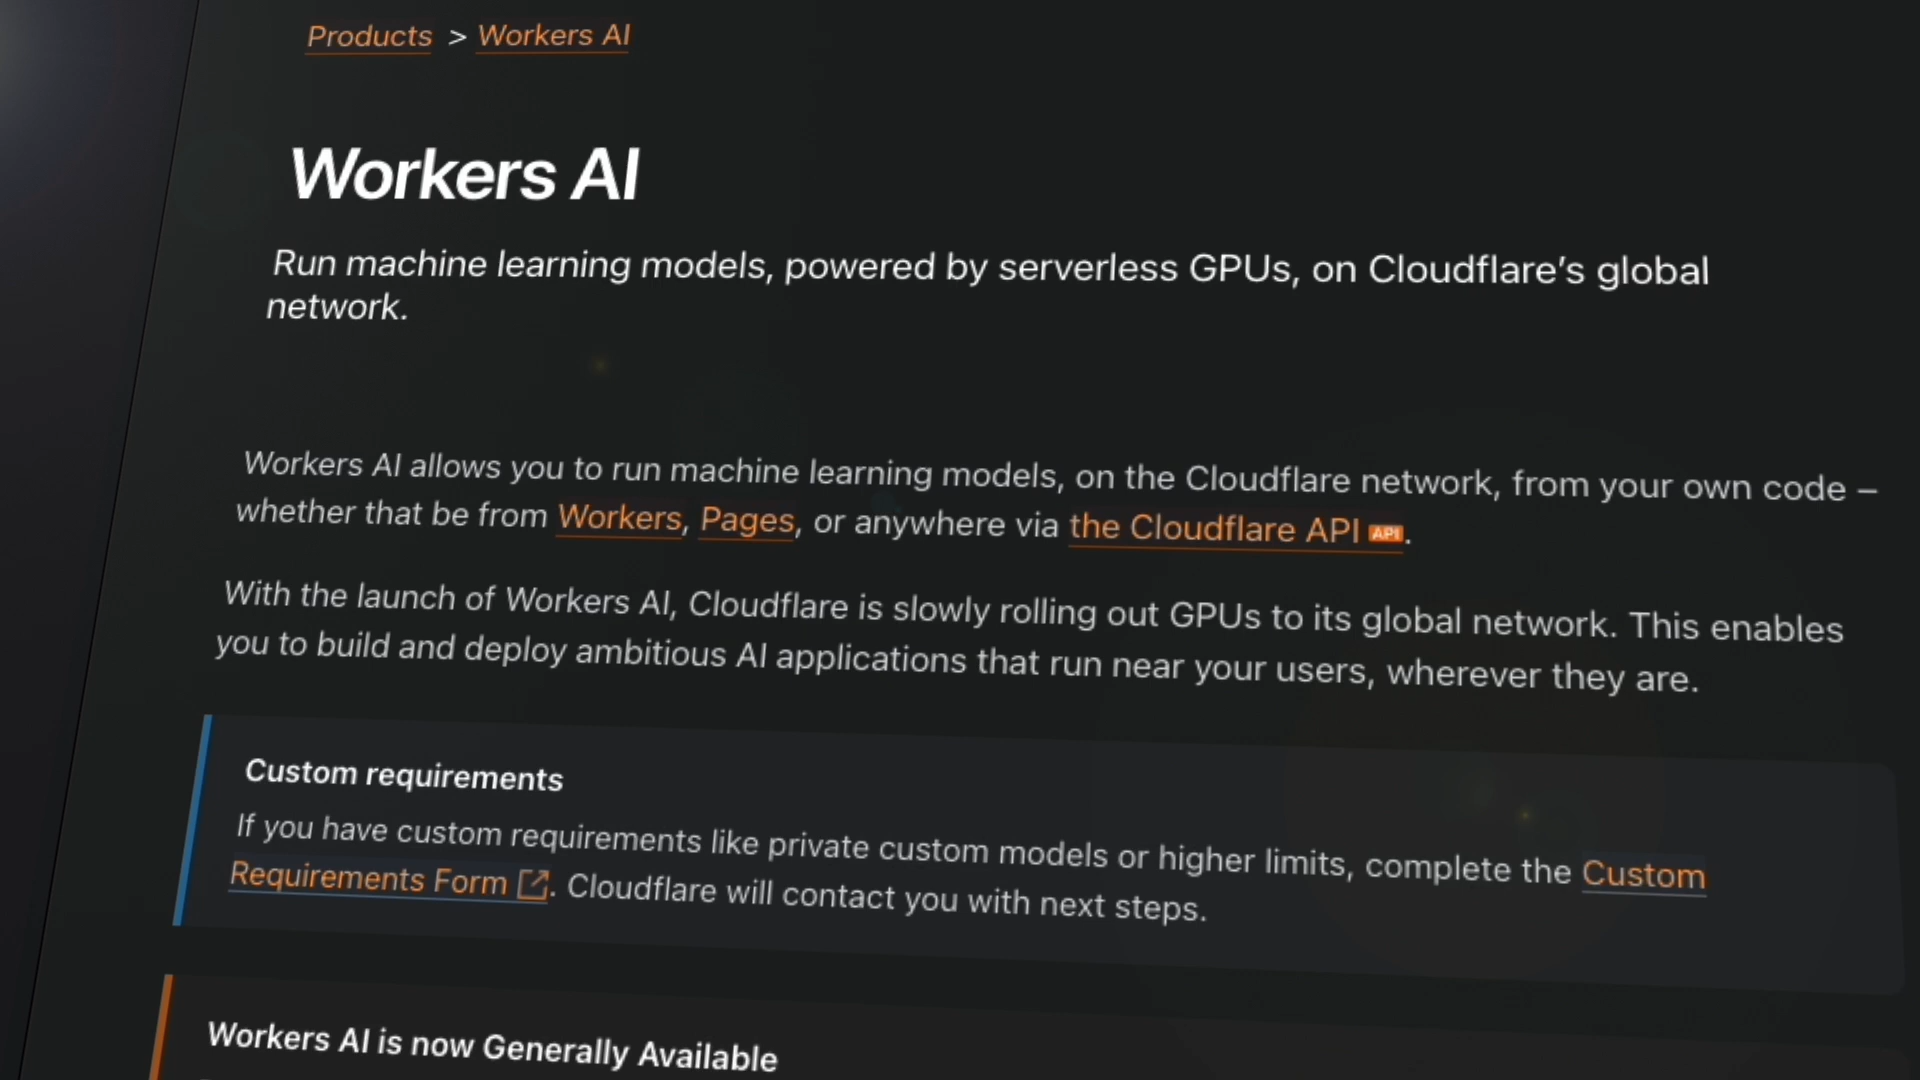 Products > Workers AI
Workers AI
Run machine learning models, powered by serverless GPUs, on Cloudflare’s global
network.
Workers AI allows you to run machine learning models, on the Cloudflare network, from your own code –
whether that be from Workers, Pages, or anywhere via the Cloudflare API API.
With the launch of Workers AI, Cloudflare is slowly rolling out GPUs to its global network. This enables
you to build and deploy ambitious AI applications that run near your users, wherever they are.
Custom requirements
If you have custom requirements like private custom models or higher limits, complete the Custom
Requirements Form. Cloudflare will contact you with next steps.
Workers AI is now Generally Available